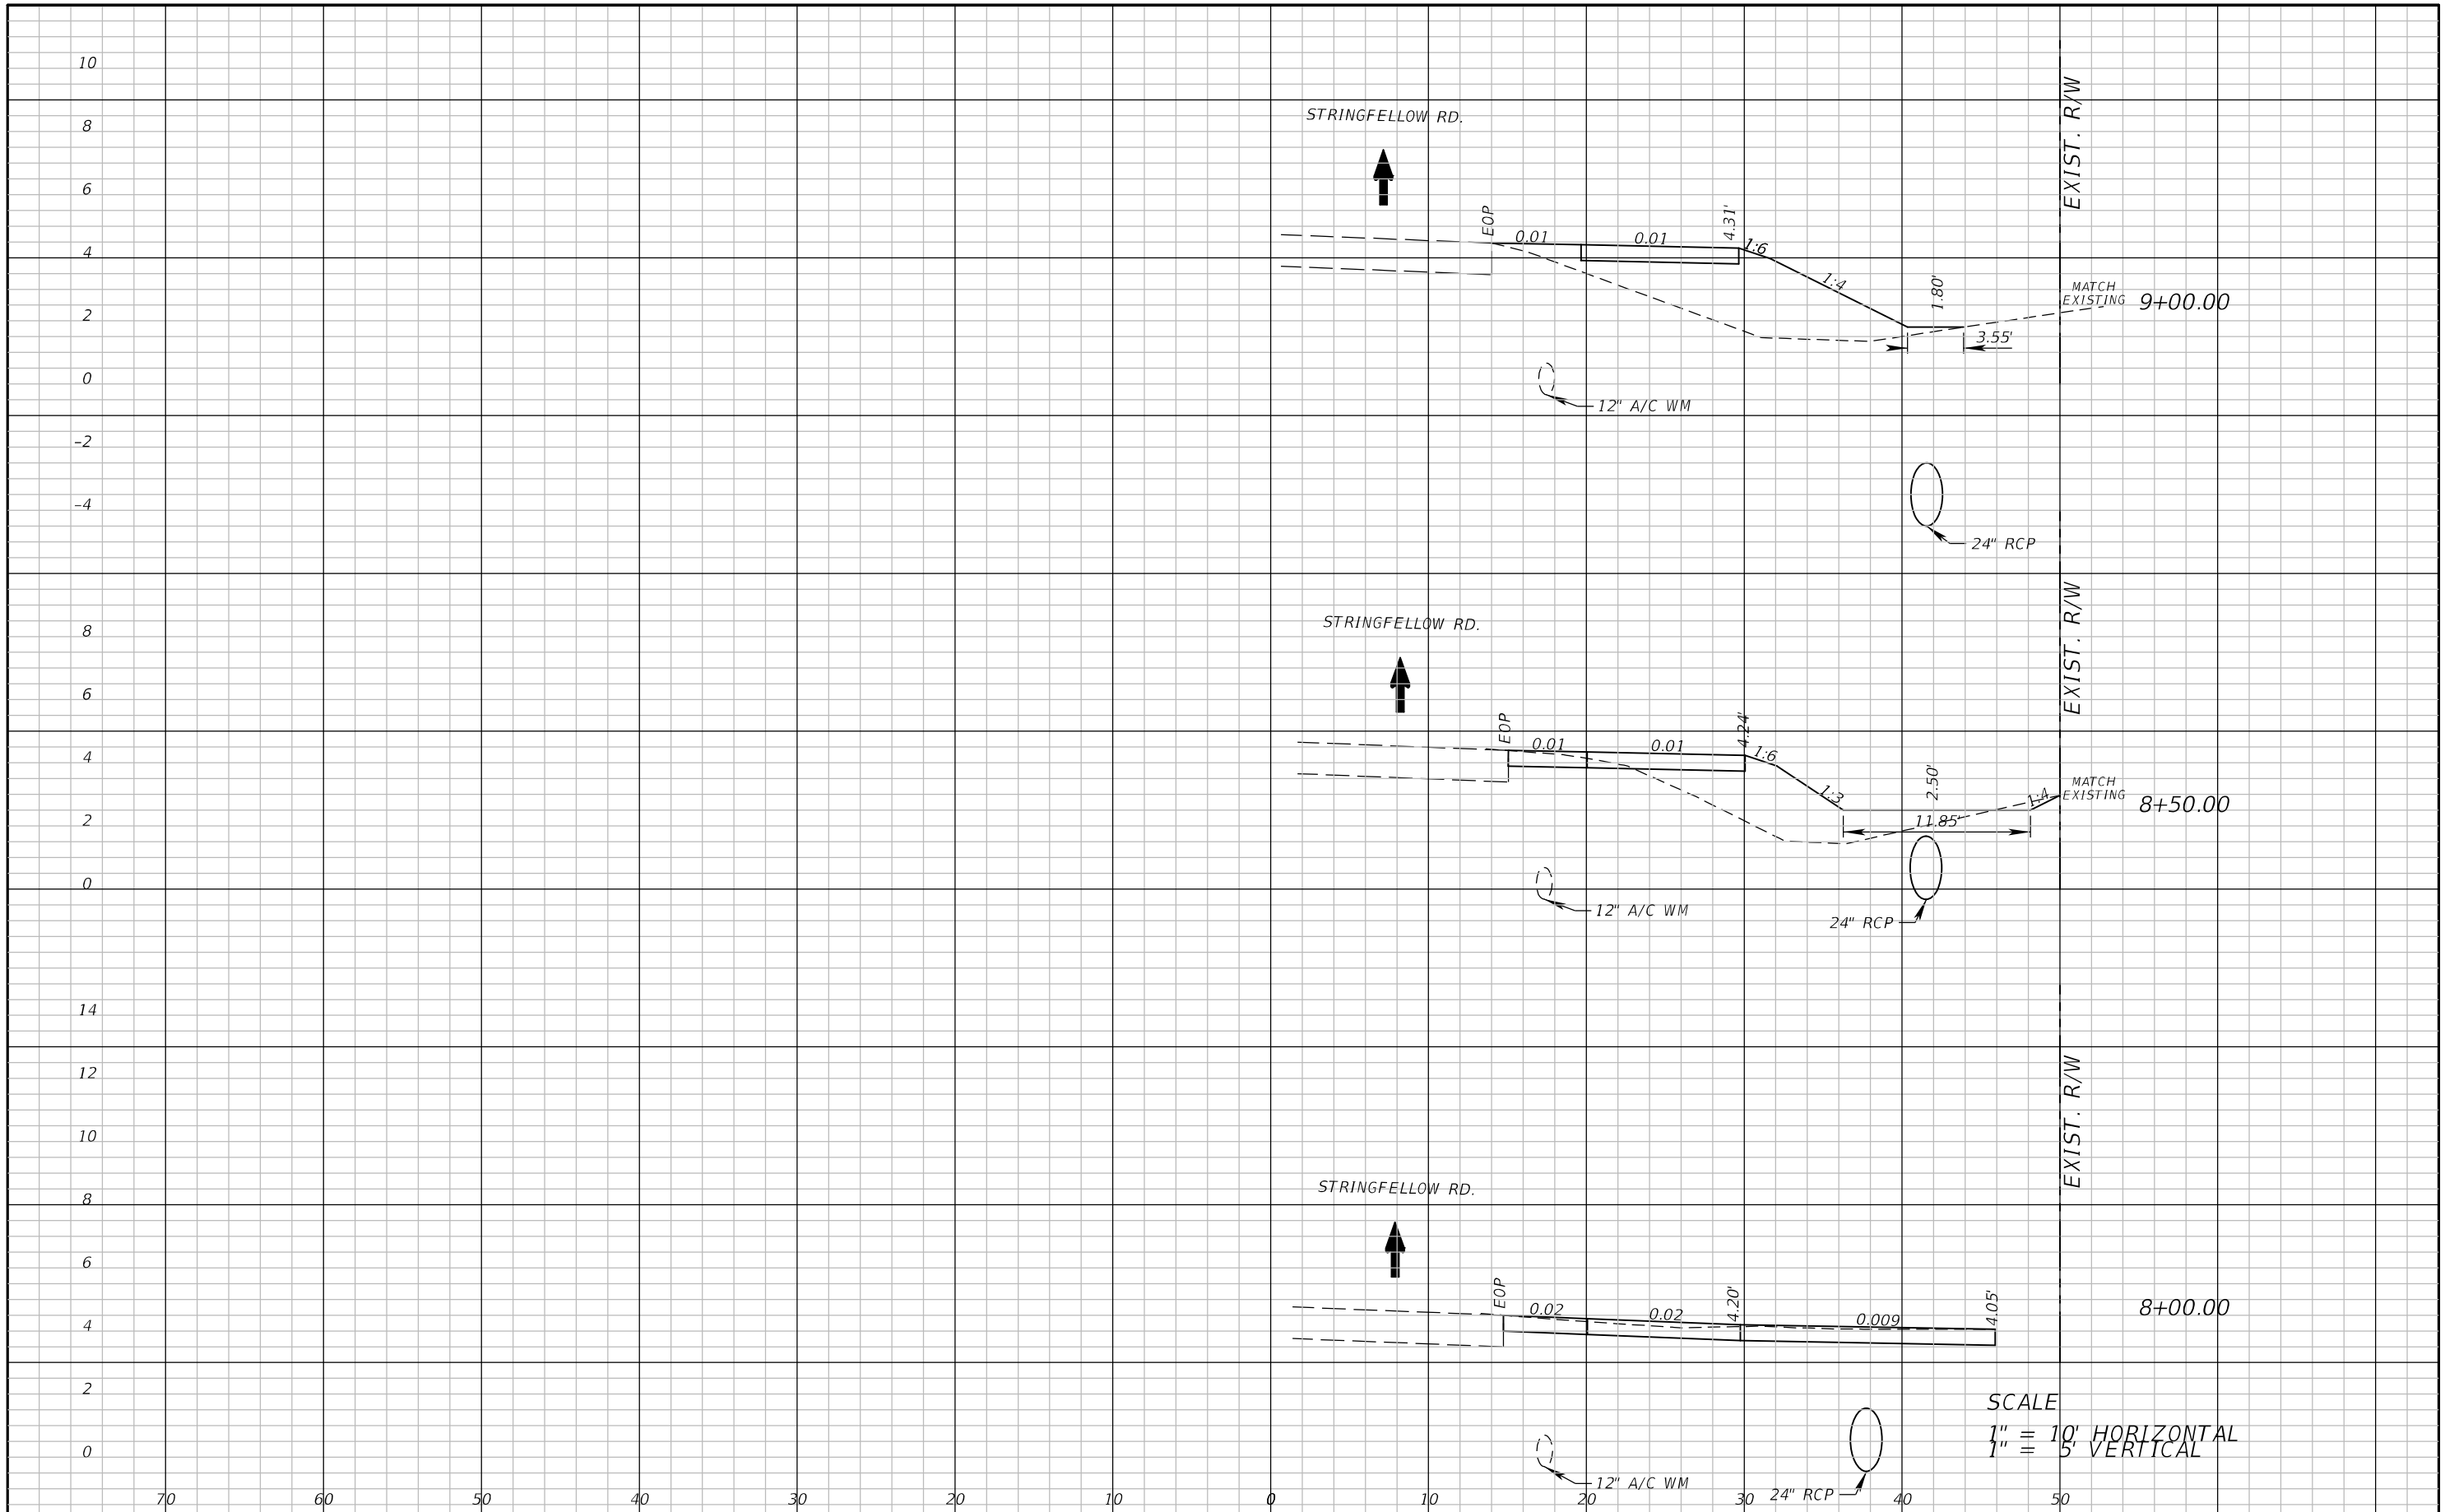 10
8
6
4
2
0
-2
-4
STRINGFELLOW RD.
EOP
0.01
0.01
4.31'
1:6
1:4
1.80'
3.55'
MATCH
EXISTING
9+00.00
EXIST. R/W
12" A/C WM
24" RCP
8
6
4
2
0
STRINGFELLOW RD.
EOP
0.01
0.01
4.24'
1:6
1:3
2.50'
11.85'
1:4
MATCH
EXISTING
8+50.00
EXIST. R/W
12" A/C WM
24" RCP
14
12
10
8
6
4
2
0
STRINGFELLOW RD.
EOP
0.02
0.02
4.20'
0.009
4.05'
8+00.00
EXIST. R/W
12" A/C WM
24" RCP
SCALE
1" = 10' HORIZONTAL
1" = 5' VERTICAL
70 60 50 40 30 20 10 0 10 20 30 40 50